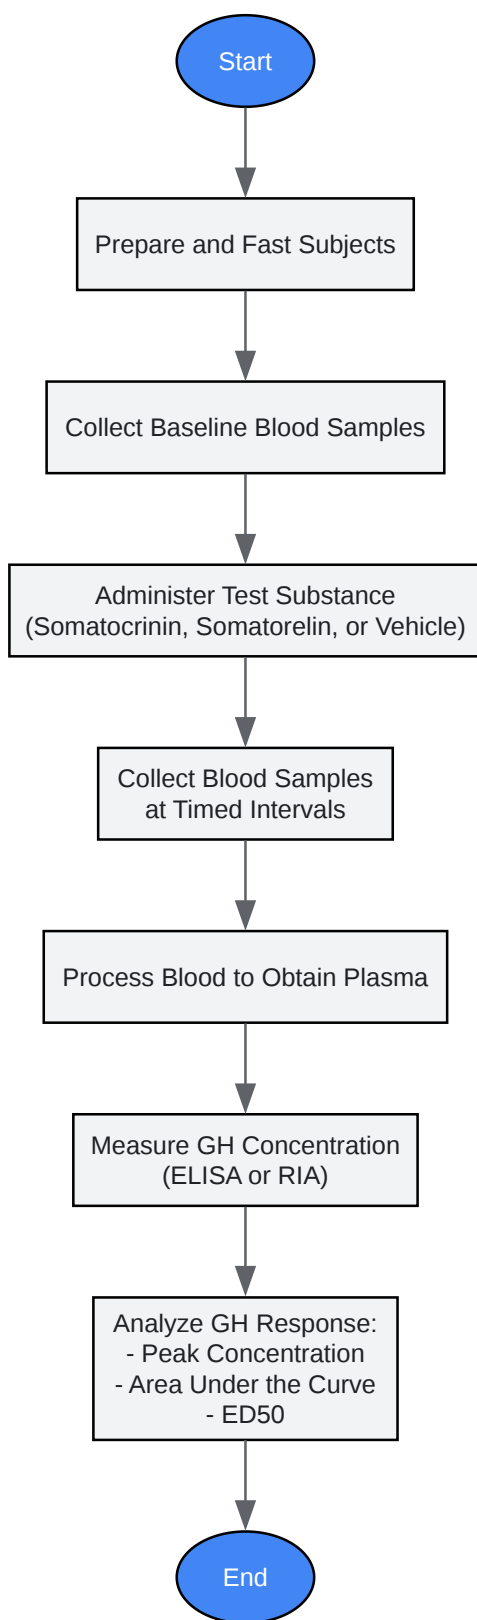 Start
Prepare and Fast Subjects
Collect Baseline Blood Samples
Administer Test Substance
(Somatocrinin, Somatorelin, or Vehicle)
Collect Blood Samples
at Timed Intervals
Process Blood to Obtain Plasma
Measure GH Concentration
(ELISA or RIA)
Analyze GH Response:
- Peak Concentration
- Area Under the Curve
- ED50
End